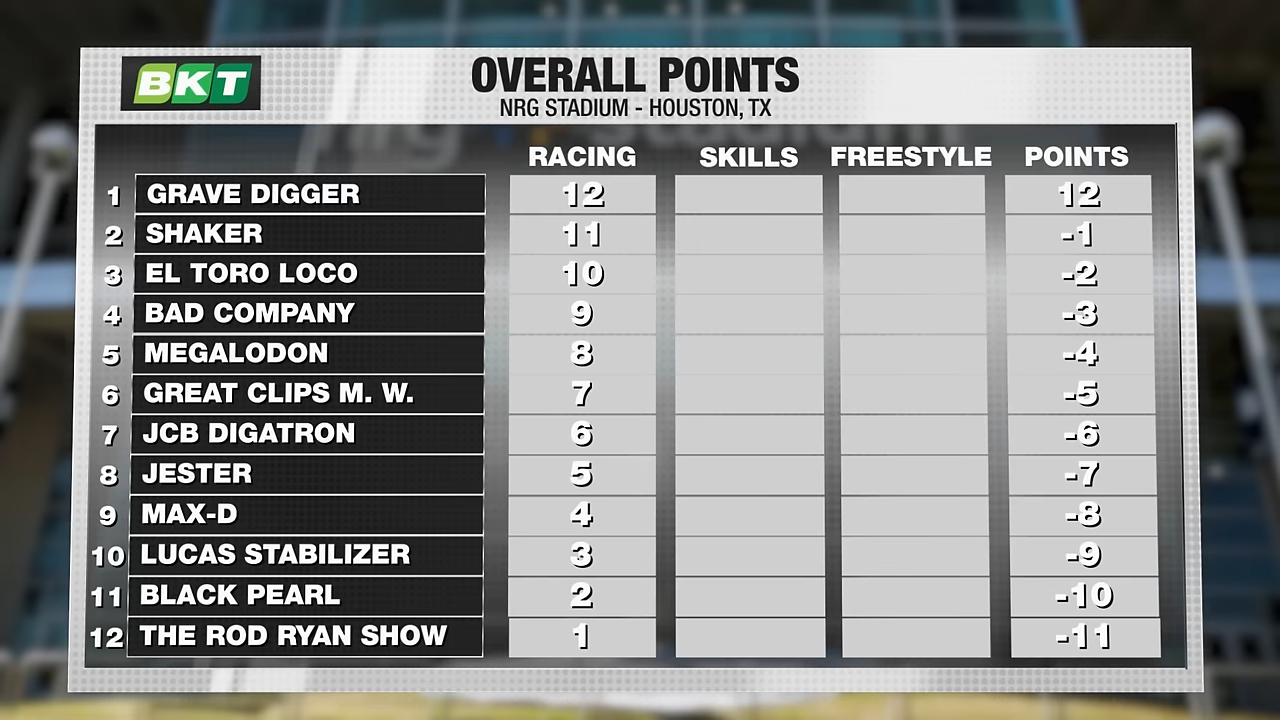 BKT
OVERALL POINTS
NRG STADIUM - HOUSTON, TX
RACING SKILLS FREESTYLE POINTS
1 GRAVE DIGGER 12 12
2 SHAKER 11 -1
3 EL TORO LOCO 10 -2
4 BAD COMPANY 9 -3
5 MEGALODON 8 -4
6 GREAT CLIPS M. W. 7 -5
7 JCB DIGATRON 6 -6
8 JESTER 5 -7
9 MAX-D 4 -8
10 LUCAS STABILIZER 3 -9
11 BLACK PEARL 2 -10
12 THE ROD RYAN SHOW 1 -11